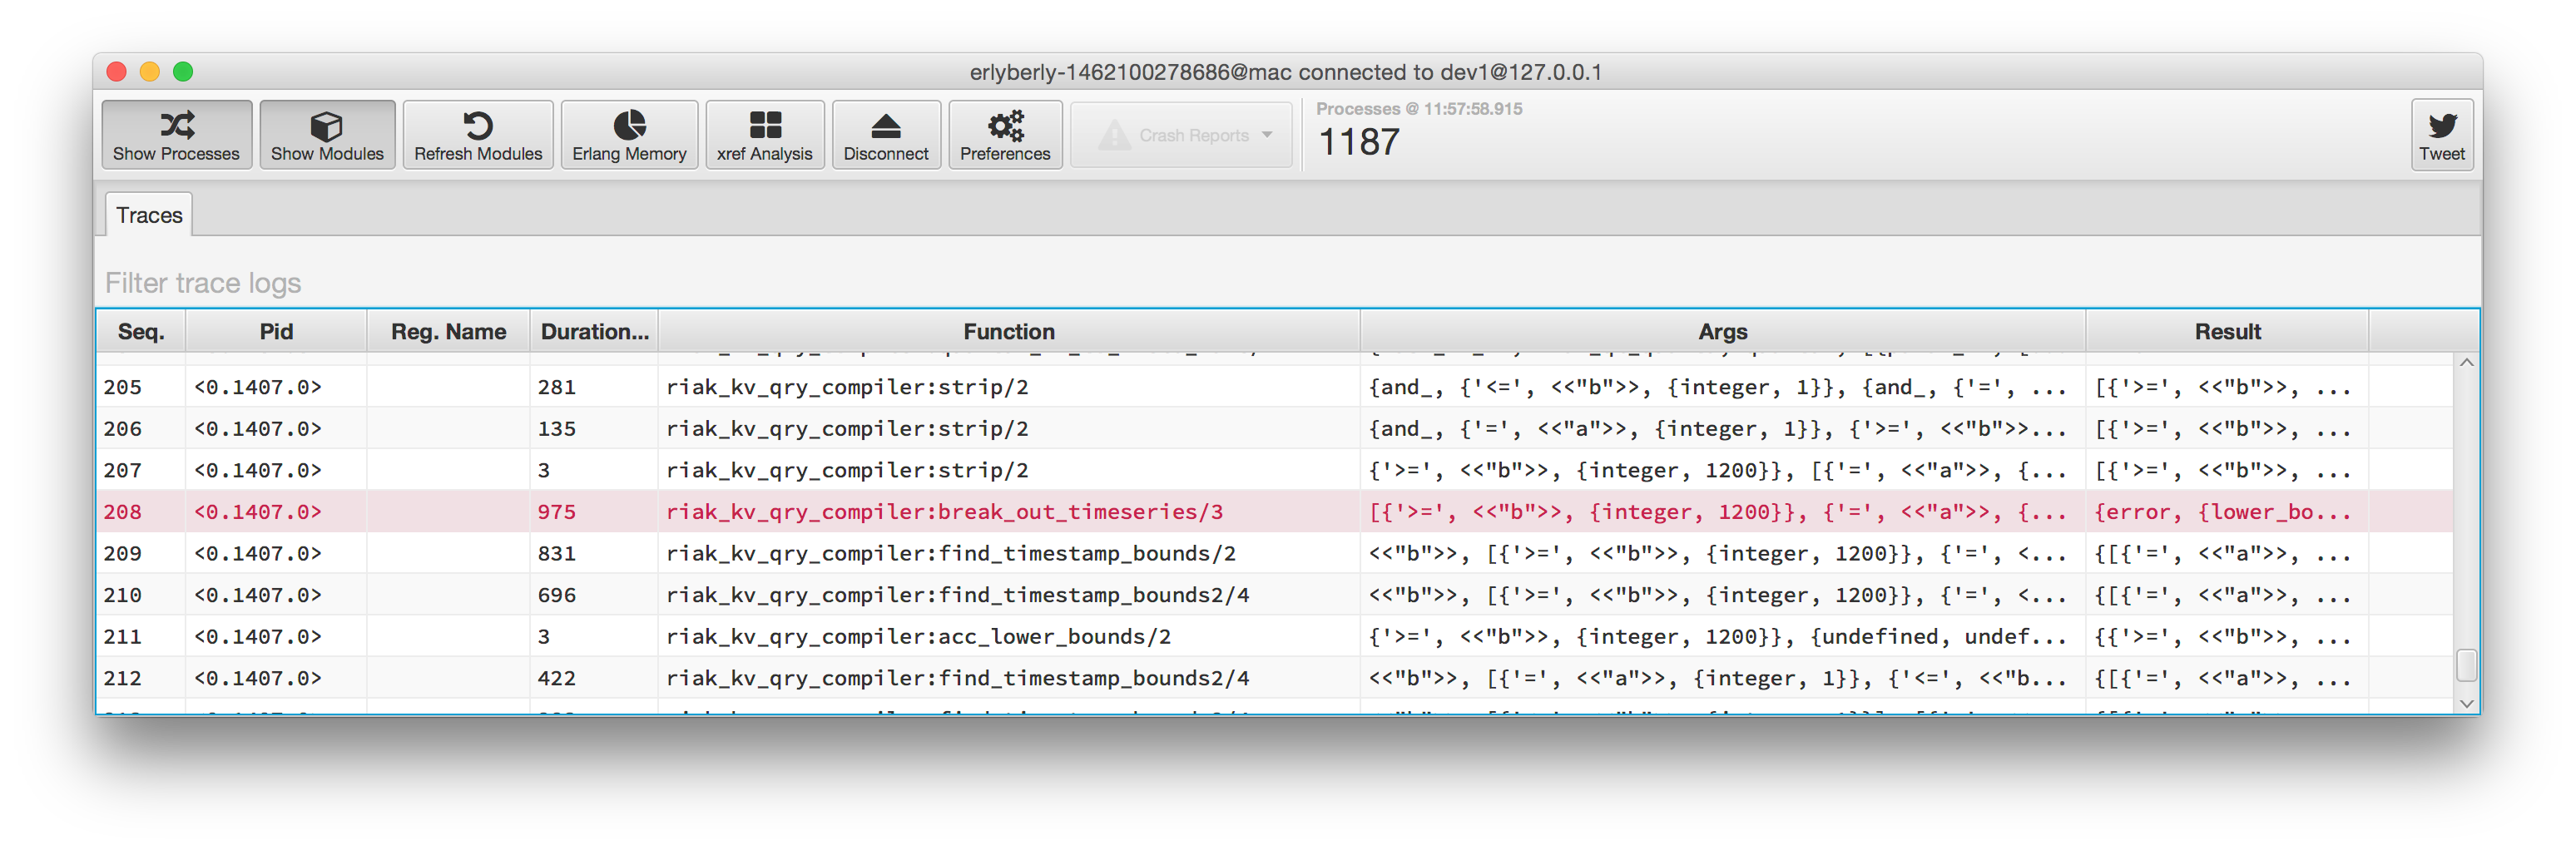 erlyberly-1462100278686@mac connected to dev1@127.0.0.1
Show Processes Show Modules Refresh Modules Erlang Memory xref Analysis Disconnect Preferences Crash Reports
Processes @ 11:57:58.915
1187
Tweet
Traces
Filter trace logs
Seq. Pid Reg. Name Duration... Function Args Result
205 <0.1407.0> 281 riak_kv_qry_compiler:strip/2 {and_, {'<=', <<"b">>, {integer, 1}}, {and_, {'=', ... [{'>=', <<"b">>, ...
206 <0.1407.0> 135 riak_kv_qry_compiler:strip/2 {and_, {'=', <<"a">>, {integer, 1}}, {'>=', <<"b">>... [{'>=', <<"b">>, ...
207 <0.1407.0> 3 riak_kv_qry_compiler:strip/2 {'>=', <<"b">>, {integer, 1200}}, [{'=', <<"a">>, {... [{'>=', <<"b">>, ...
208 <0.1407.0> 975 riak_kv_qry_compiler:break_out_timeseries/3 [{'>=', <<"b">>, {integer, 1200}}, {'=', <<"a">>, {... {error, {lower_bo...
209 <0.1407.0> 831 riak_kv_qry_compiler:find_timestamp_bounds/2 <<"b">>, [{'>=', <<"b">>, {integer, 1200}}, {'=', <... {[{'=', <<"a">>, ...
210 <0.1407.0> 696 riak_kv_qry_compiler:find_timestamp_bounds2/4 <<"b">>, [{'>=', <<"b">>, {integer, 1200}}, {'=', <... {[{'=', <<"a">>, ...
211 <0.1407.0> 3 riak_kv_qry_compiler:acc_lower_bounds/2 {'>=', <<"b">>, {integer, 1200}}, {undefined, undef... {{'>=', <<"b">>, ...
212 <0.1407.0> 422 riak_kv_qry_compiler:find_timestamp_bounds2/4 <<"b">>, [{'=', <<"a">>, {integer, 1}}, {'<=', <<"b... {[{'=', <<"a">>, ...